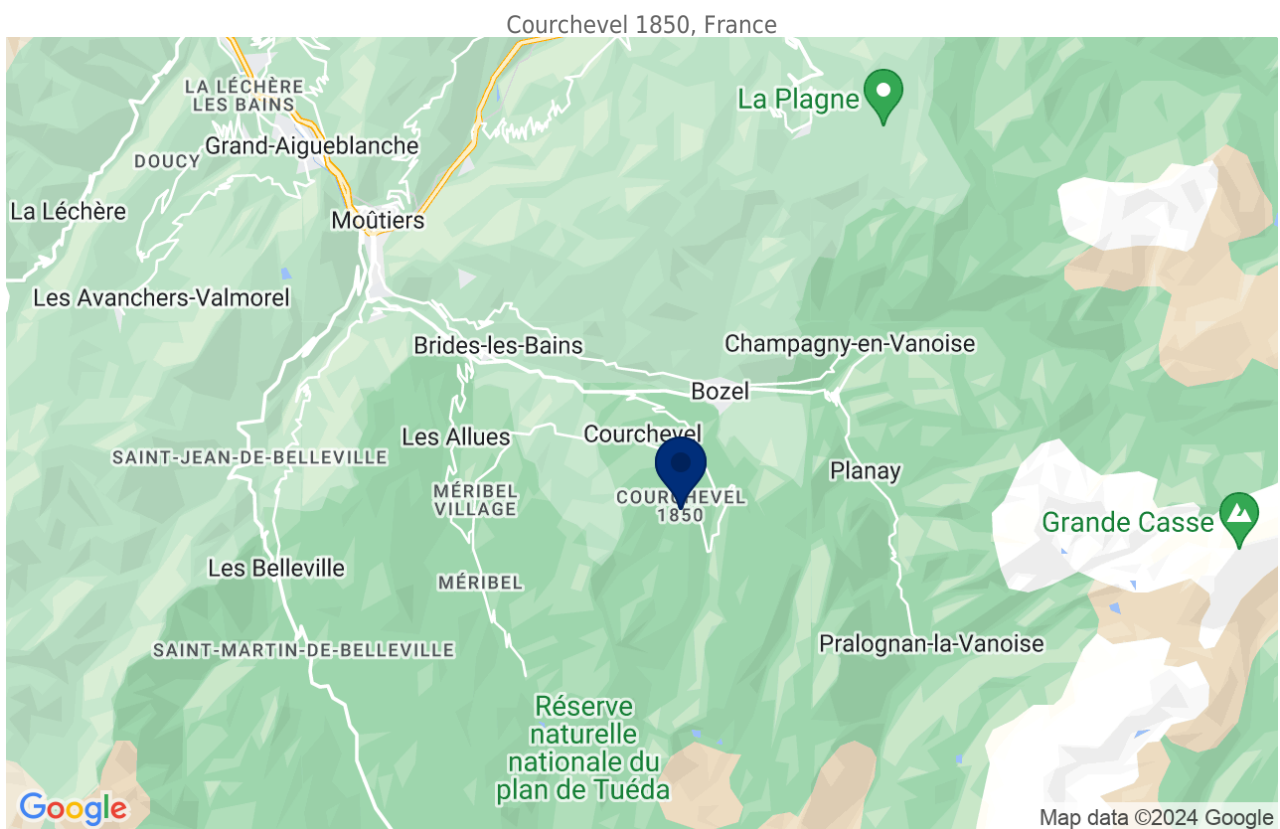 Courchevel 1850, France
LA LÉCHÈRE
LES BAINS
La Plagne
Grand-Aigueblanche
DOUCY
La Léchère
Moûtiers
Les Avanchers-Valmorel
Brides-les-Bains
Champagny-en-Vanoise
Bozel
Les Allues
Courchevel
SAINT-JEAN-DE-BELLEVILLE
Planay
MÉRIBEL
VILLAGE
COURCHEVEL
1850
Grande Casse
Les Belleville
MÉRIBEL
SAINT-MARTIN-DE-BELLEVILLE
Pralognan-la-Vanoise
Réserve
naturelle
nationale du
plan de Tuéda
Google
Map data ©2024 Google